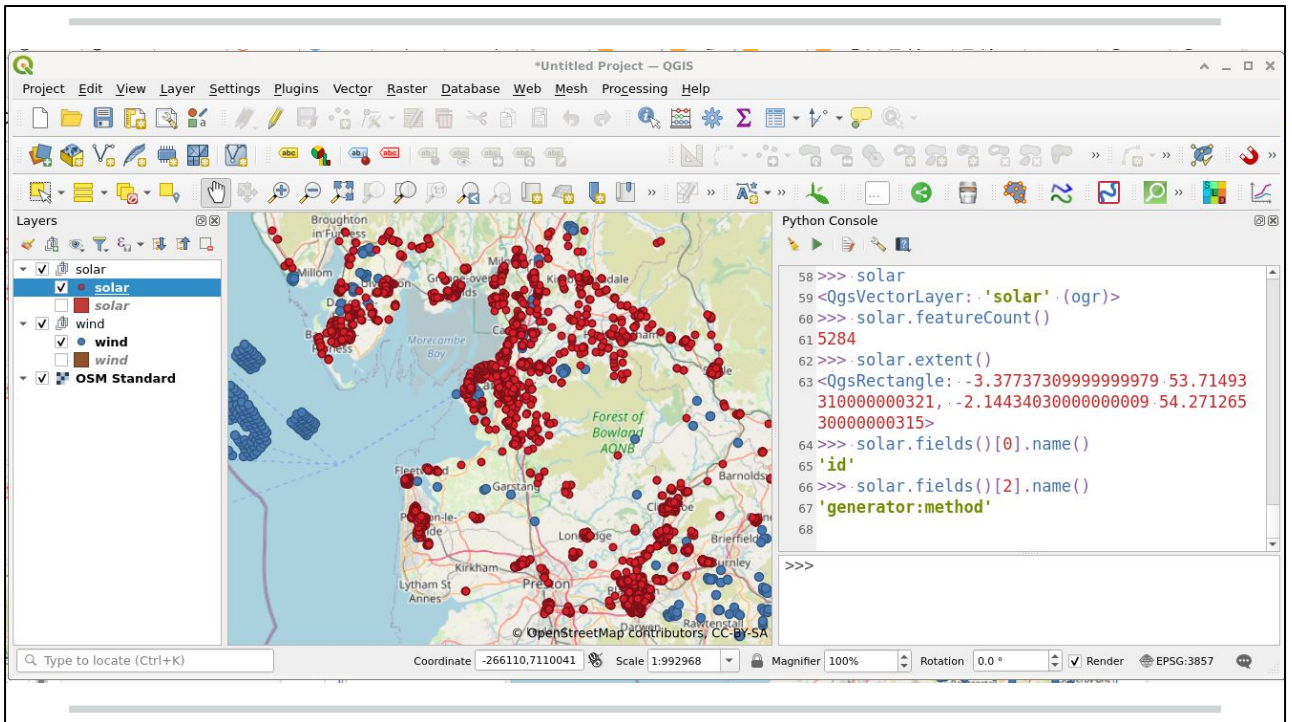 *Untitled Project — QGIS
Project Edit View Layer Settings Plugins Vector Raster Database Web Mesh Processing Help
abc
Layers
solar
solar
solar
wind
wind
wind
OSM Standard
Broughton
in Furness
Millom
Morecambe
Bay
Forest of
Bowland
AONB
Garstang
Barnolds
Brierfield
Kirkham
Lytham St
Annes
Darwen
Rawtenstall
© OpenStreetMap contributors, CC-BY-SA
Python Console
58 >>> solar
59 <QgsVectorLayer: 'solar' (ogr)>
60 >>> solar.featureCount()
61 5284
62 >>> solar.extent()
63 <QgsRectangle: -3.37737309999999979 53.71493
310000000321, -2.14434030000000009 54.271265
30000000315>
64 >>> solar.fields()[0].name()
65 'id'
66 >>> solar.fields()[2].name()
67 'generator:method'
68
>>>
Type to locate (Ctrl+K)
Coordinate -266110,7110041 Scale 1:992968 Magnifier 100% Rotation 0.0 ° Render EPSG:3857